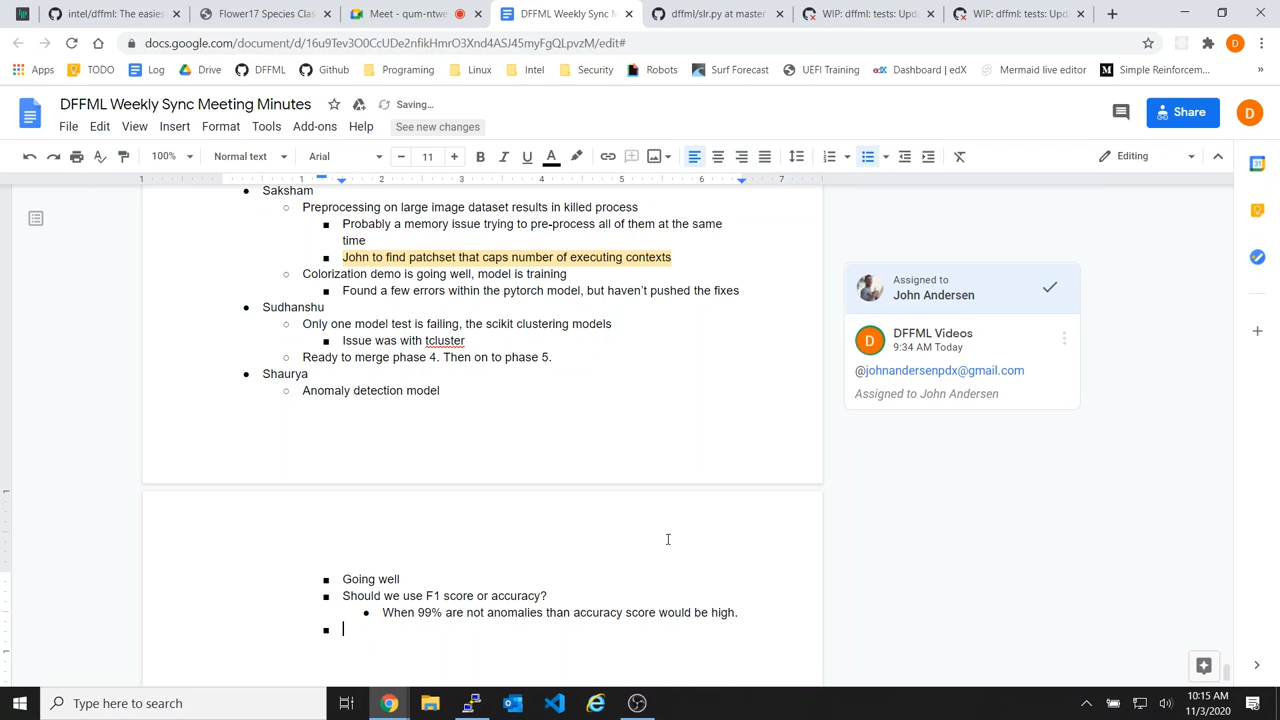 intel/dffml: The easies
Flower17 Species Clas
Meet - qum-ntwe
DFFML Weekly Sync M
dffml/slr.py at master
WIP: dffml: tests: Upda
WIP: dffml: tests: Upda
docs.google.com/document/d/16u9Tev3O0CcUDe2nfikHmrO3Xnd4ASJ45myFgQLpvzM/edit#
D
Apps
TODO
Log
Drive
DFFML
Github
Programing
Linux
Intel
Security
Robots
Surf Forecast
UEFI Training
Dashboard | edX
Mermaid live editor
Simple Reinforcem...
DFFML Weekly Sync Meeting Minutes
Saving...
File Edit View Insert Format Tools Add-ons Help
See new changes
Share
D
100%
Normal text
Arial
11
Editing
1 1 2 3 4 5 6 7
Saksham
Preprocessing on large image dataset results in killed process
Probably a memory issue trying to pre-process all of them at the same
time
John to find patchset that caps number of executing contexts
Colorization demo is going well, model is training
Found a few errors within the pytorch model, but haven't pushed the fixes
Sudhanshu
Only one model test is failing, the scikit clustering models
Issue was with tcluster
Ready to merge phase 4. Then on to phase 5.
Shaurya
Anomaly detection model
Going well
Should we use F1 score or accuracy?
When 99% are not anomalies than accuracy score would be high.
Assigned to
John Andersen
D
DFFML Videos
9:34 AM Today
@johnandersenpdx@gmail.com
Assigned to John Andersen
Type here to search
10:15 AM
11/3/2020